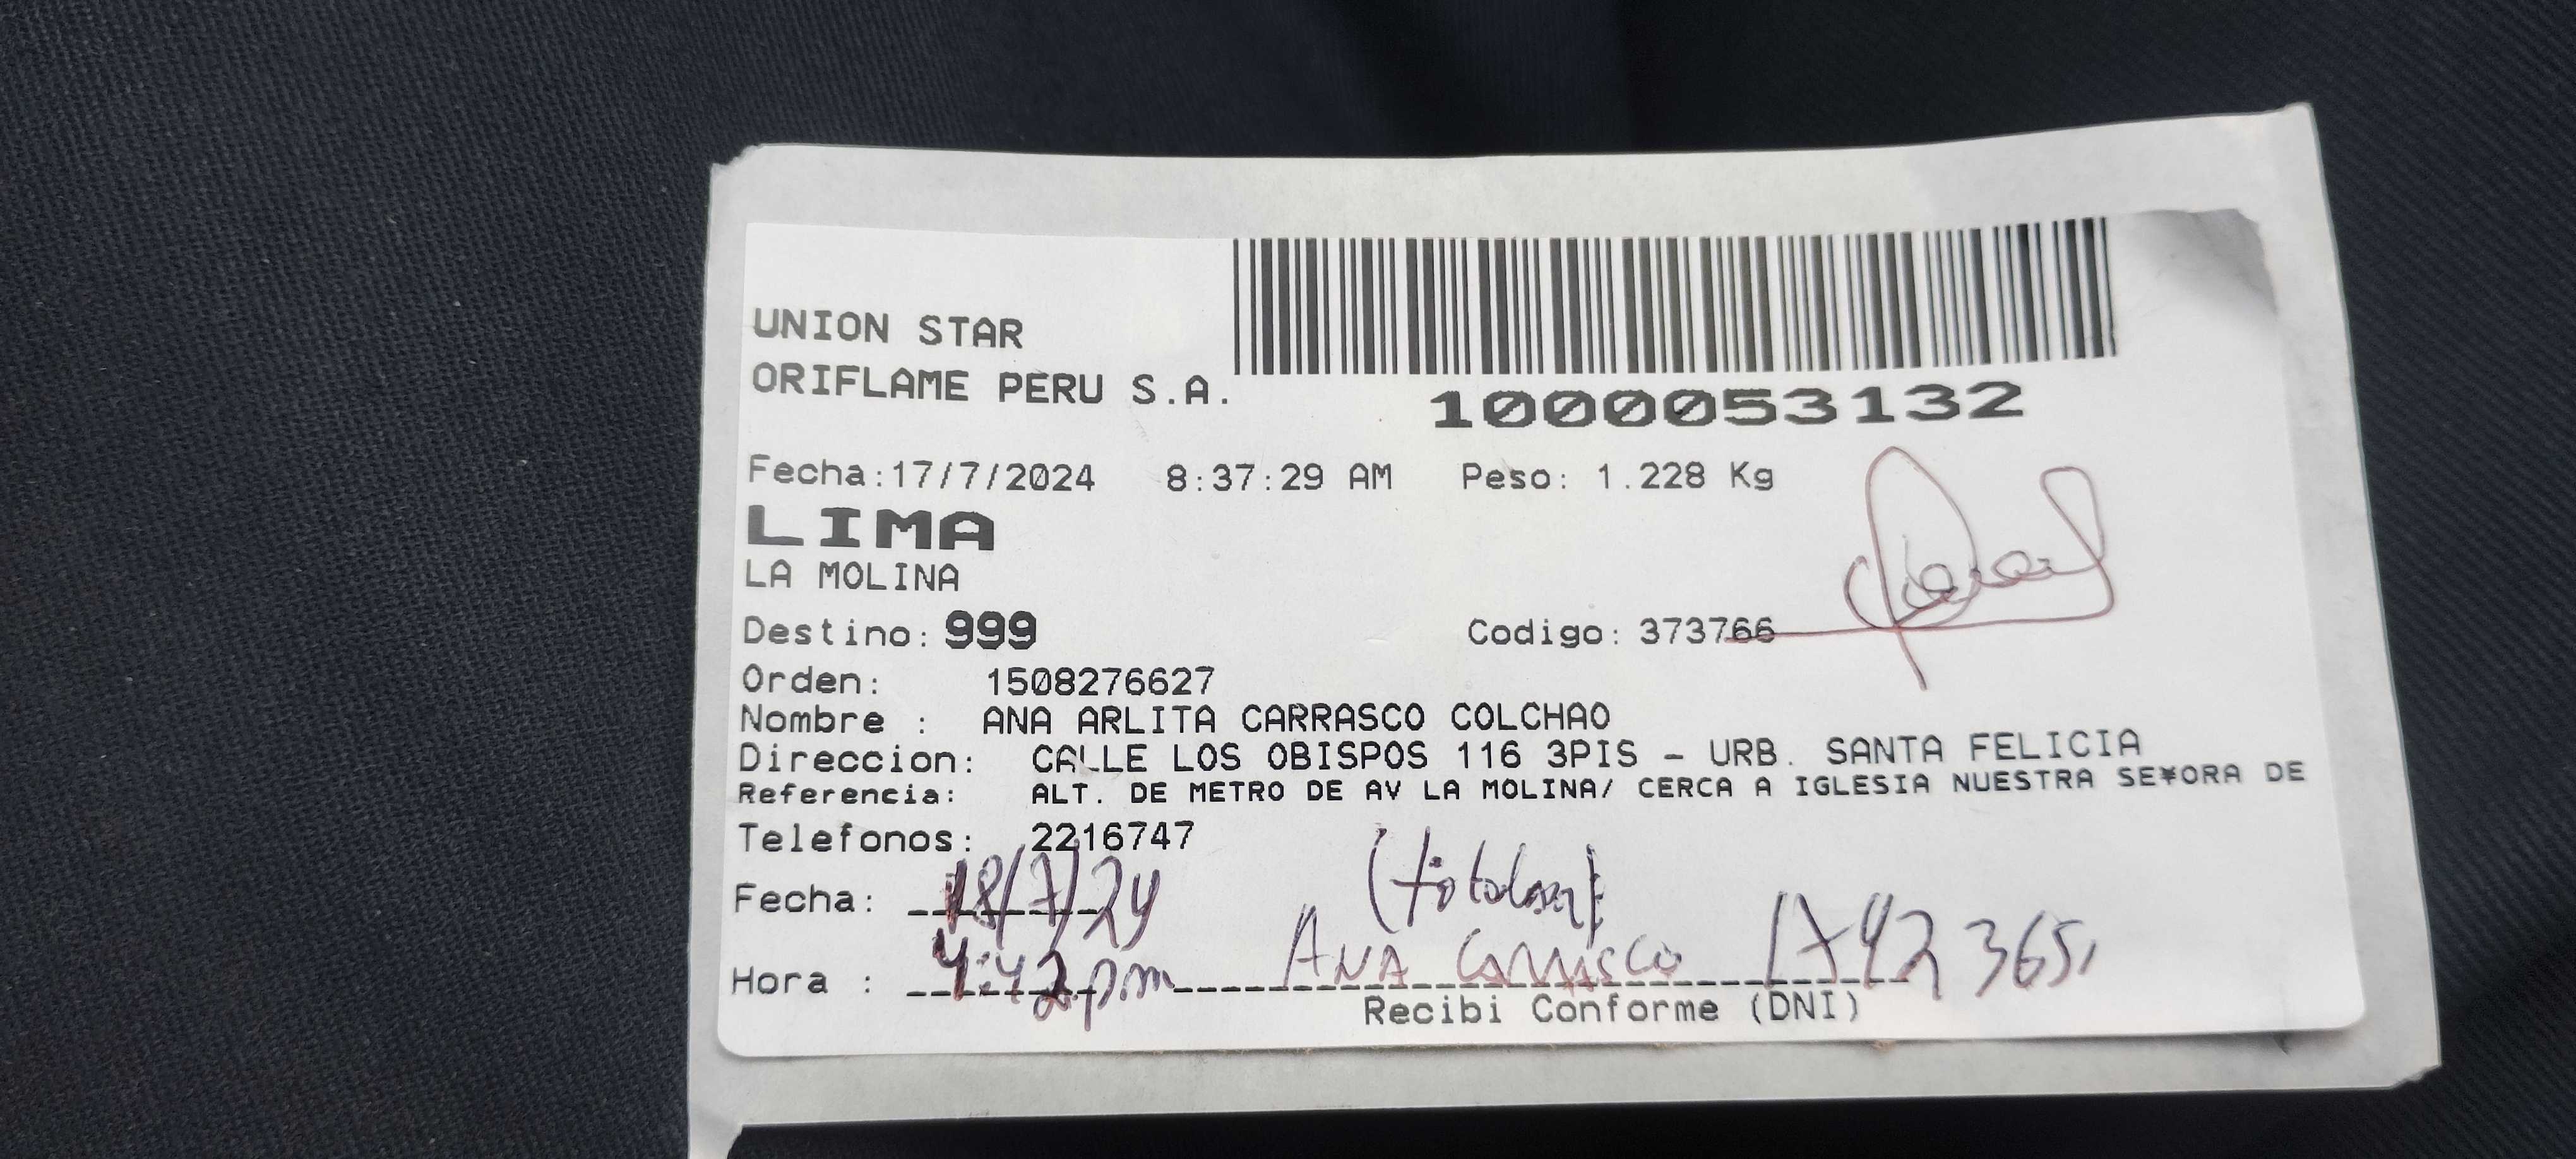 UNION STAR
ORIFLAME PERU S.A.
1000053132
Fecha:17/7/2024 8:37:29 AM Peso: 1.228 Kg
LIMA
LA MOLINA
Destino: 999 Codigo: 373766
Orden: 1508276627
Nombre : ANA ARLITA CARRASCO COLCHAO
Direccion: CALLE LOS OBISPOS 116 3PIS - URB. SANTA FELICIA
Referencia: ALT. DE METRO DE AV LA MOLINA/ CERCA A IGLESIA NUESTRA SE¥ORA DE
Telefonos: 2216747
Fecha: 18/7/24
Hora : 4:42pm ANA CARRASCO
Recibi Conforme (DNI)